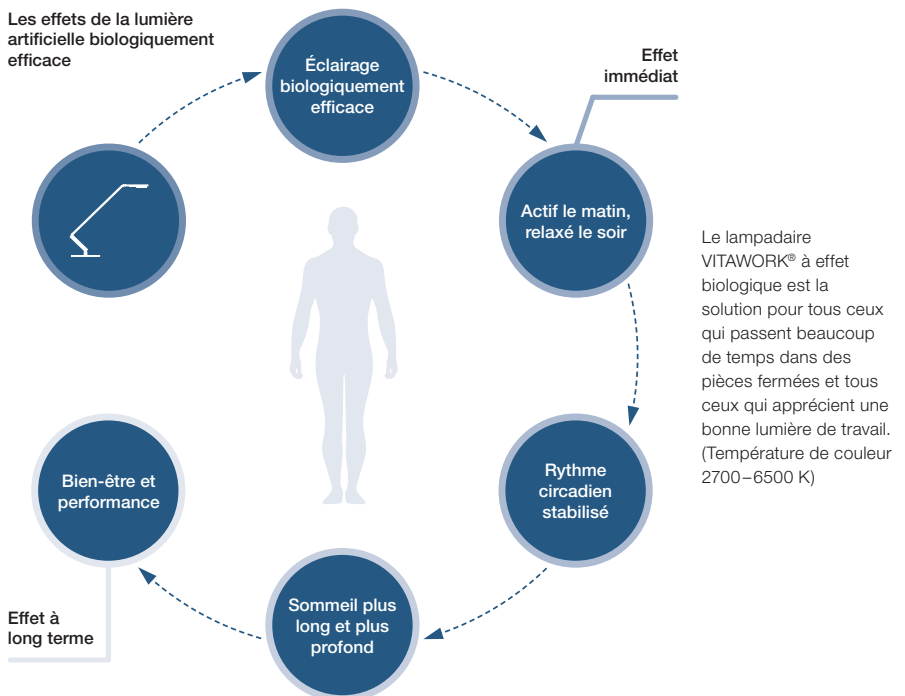 Les effets de la lumière
artificielle biologiquement
efficace
Éclairage
biologiquement
efficace
Effet
immédiat
Actif le matin,
relaxé le soir
Le lampadaire
VITAWORK® à effet
biologique est la
solution pour tous ceux
qui passent beaucoup
de temps dans des
pièces fermées et tous
ceux qui apprécient une
bonne lumière de travail.
(Température de couleur
2700–6500 K)
Rythme
circadien
stabilisé
Sommeil plus
long et plus
profond
Bien-être et
performance
Effet à
long terme